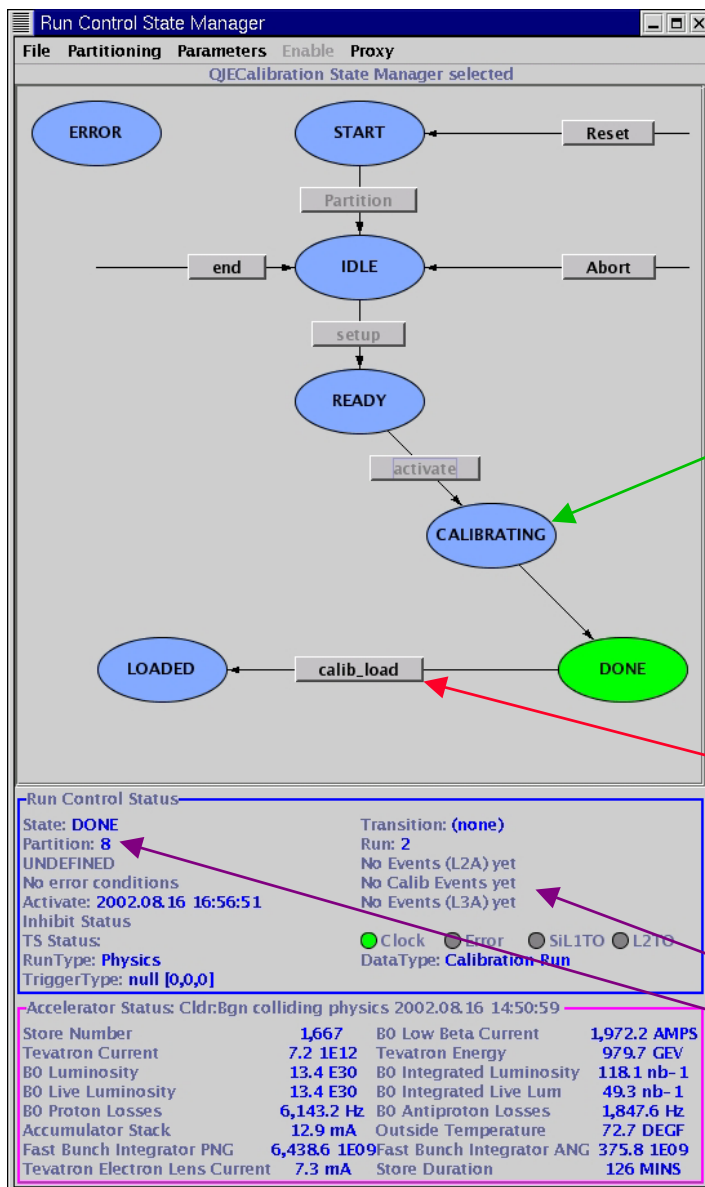 Run Control State Manager
File Partitioning Parameters Enable Proxy
QJECalibration State Manager selected
ERROR
START
Reset
Partition
end
IDLE
Abort
setup
READY
activate
CALIBRATING
LOADED
calib_load
DONE
Run Control Status
State: DONE Transition: (none)
Partition: 8 Run: 2
UNDEFINED No Events (L2A) yet
No error conditions No Calib Events yet
Activate: 2002.08.16 16:56:51 No Events (L3A) yet
Inhibit Status
TS Status: Clock Error SiL1TO L2TO
RunType: Physics DataType: Calibration Run
TriggerType: null [0,0,0]
Accelerator Status: Cldr:Bgn colliding physics 2002.08.16 14:50:59
Store Number 1,667 B0 Low Beta Current 1,972.2 AMPS
Tevatron Current 7.2 1E12 Tevatron Energy 979.7 GEV
B0 Luminosity 13.4 E30 B0 Integrated Luminosity 118.1 nb-1
B0 Live Luminosity 13.4 E30 B0 Integrated Live Lum 49.3 nb-1
B0 Proton Losses 6,143.2 Hz B0 Antiproton Losses 1,847.6 Hz
Accumulator Stack 12.9 mA Outside Temperature 72.7 DEGF
Fast Bunch Integrator PNG 6,438.6 1E09 Fast Bunch Integrator ANG 375.8 1E09
Tevatron Electron Lens Current 7.3 mA Store Duration 126 MINS